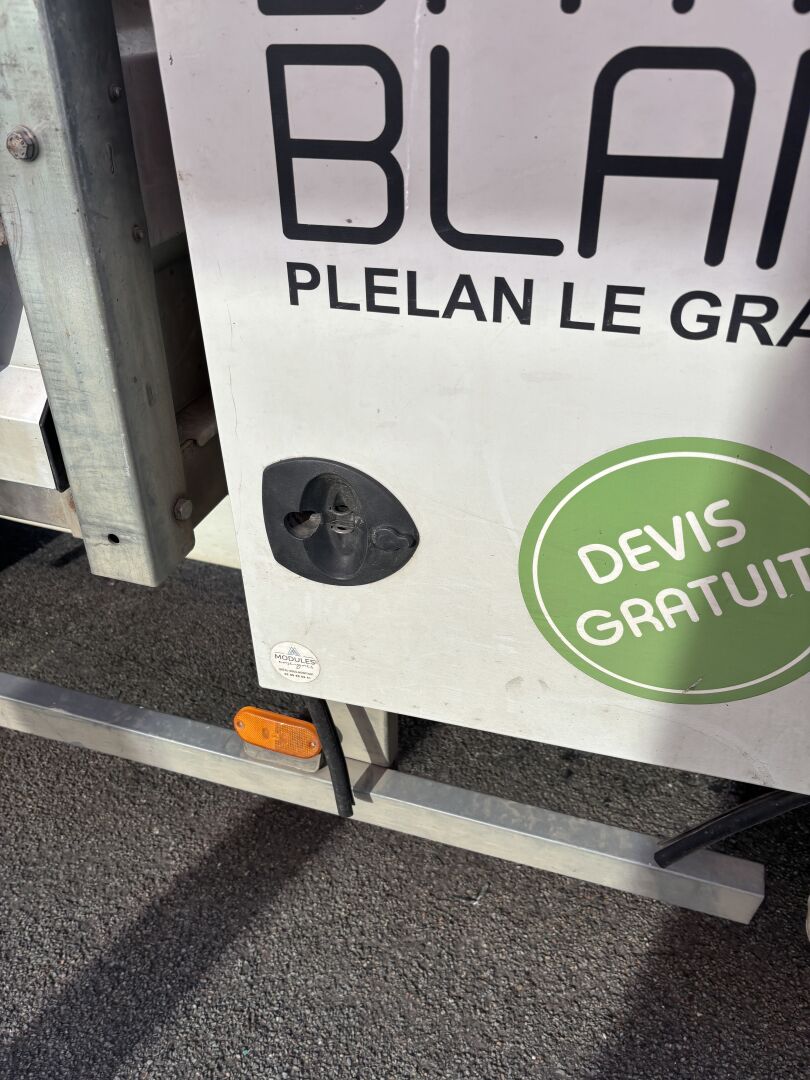 BLA
PLELAN LE GRA
DEVIS
GRATUIT
MODULES